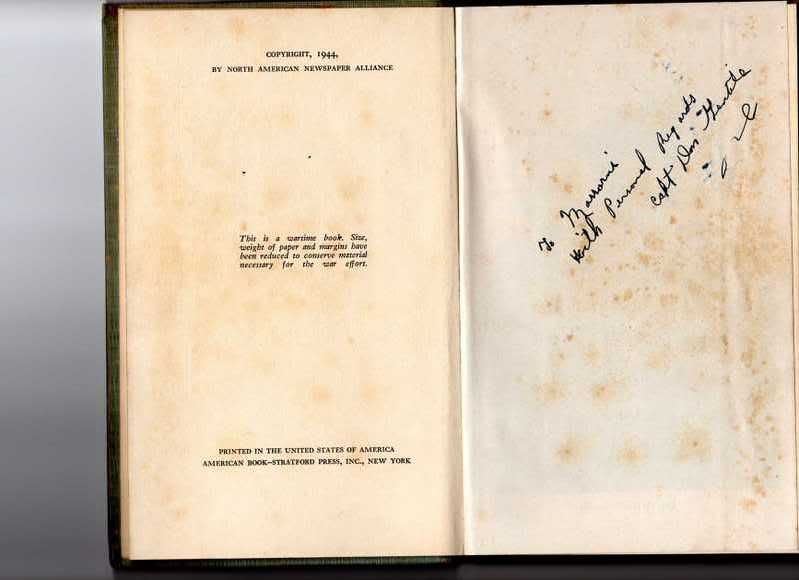 COPYRIGHT, 1944,
BY NORTH AMERICAN NEWSPAPER ALLIANCE
This is a wartime book. Size,
weight of paper and margins have
been reduced to conserve material
necessary for the war effort.
PRINTED IN THE UNITED STATES OF AMERICA
AMERICAN BOOK—STRATFORD PRESS, INC., NEW YORK
To
With Personal Regards
Capt Don Gentile